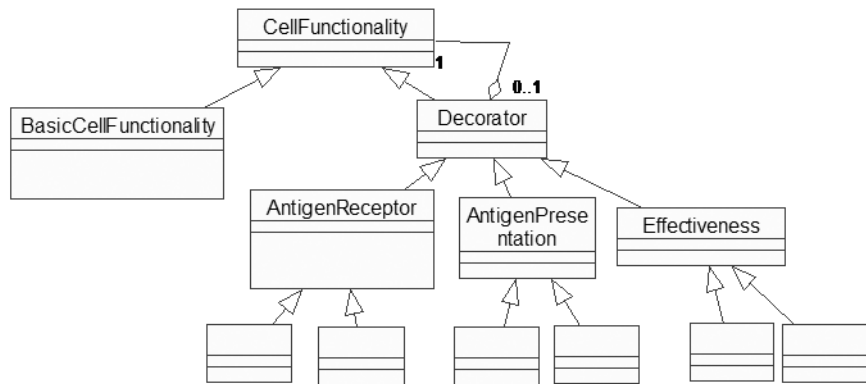 CellFunctionality
1
0..1
BasicCellFunctionality
Decorator
AntigenReceptor
AntigenPrese
ntation
Effectiveness